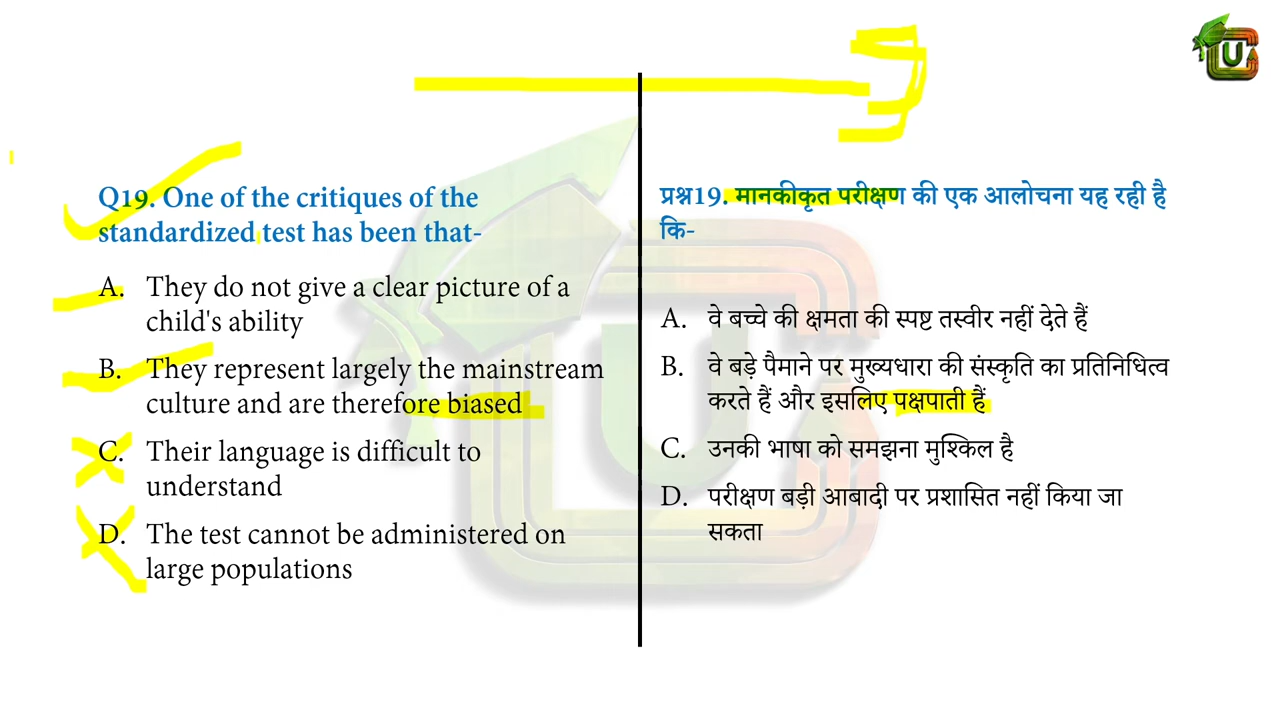 Q19. One of the critiques of the
standardized test has been that-
A. They do not give a clear picture of a
child's ability
B. They represent largely the mainstream
culture and are therefore biased
C. Their language is difficult to
understand
D. The test cannot be administered on
large populations
प्रश्न19. मानकीकृत परीक्षण की एक आलोचना यह रही है
कि-
A. वे बच्चे की क्षमता की स्पष्ट तस्वीर नहीं देते हैं
B. वे बड़े पैमाने पर मुख्यधारा की संस्कृति का प्रतिनिधित्व
करते हैं और इसलिए पक्षपाती हैं
C. उनकी भाषा को समझना मुश्किल है
D. परीक्षण बड़ी आबादी पर प्रशासित नहीं किया जा
सकता
U